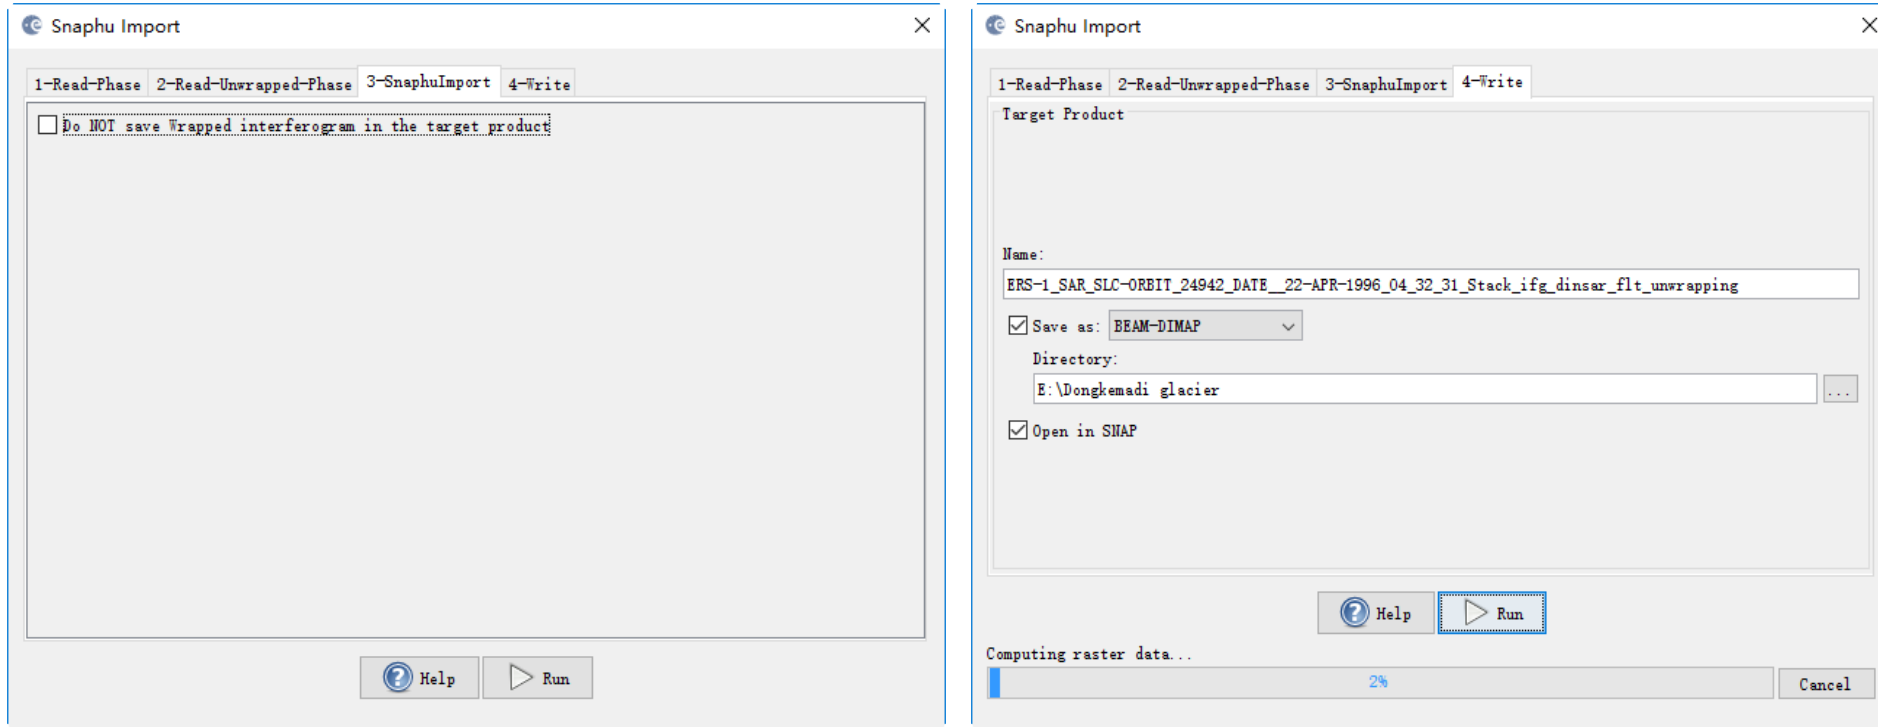 Snaphu Import
1-Read-Phase 2-Read-Unwrapped-Phase 3-SnaphuImport 4-Write
Do NOT save Wrapped interferogram in the target product
Help Run
Snaphu Import
1-Read-Phase 2-Read-Unwrapped-Phase 3-SnaphuImport 4-Write
Target Product
Name:
ERS-1_SAR_SLC-ORBIT_24942_DATE__22-APR-1996_04_32_31_Stack_ifg_dinsar_flt_unwrapping
Save as: BEAM-DIMAP
Directory:
E:\Dongkemadi glacier
...
Open in SNAP
Help Run
Computing raster data...
2%
Cancel